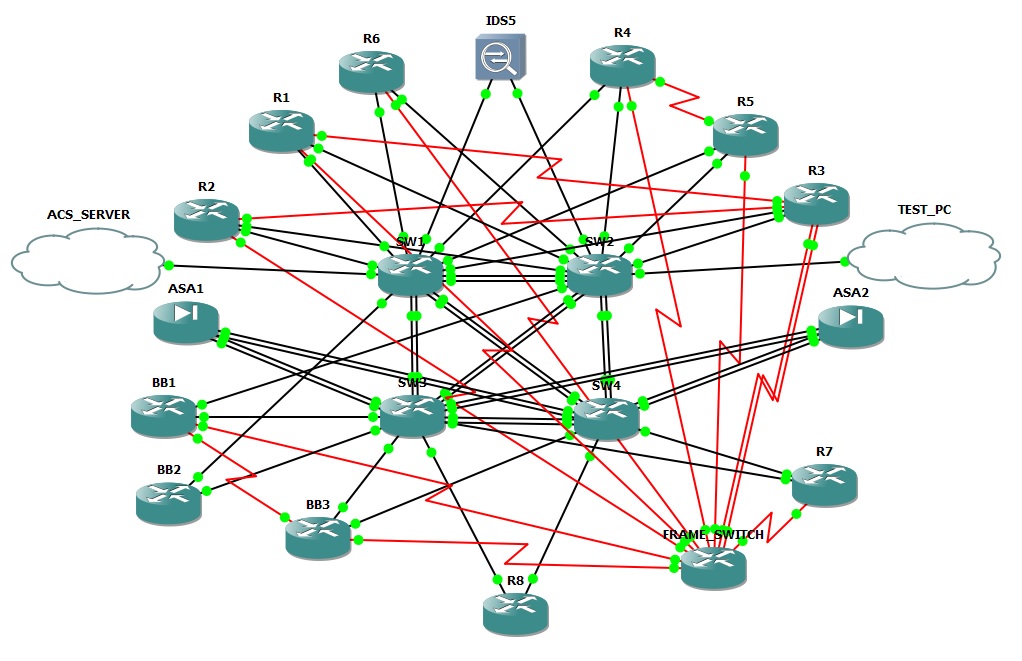 IDS5
R4
R6
R1
R5
R3
R2
ACS_SERVER
TEST_PC
SW1
SW2
ASA1
ASA2
BB1
SW3
SW4
R7
BB2
BB3
FRAME_SWITCH
R8